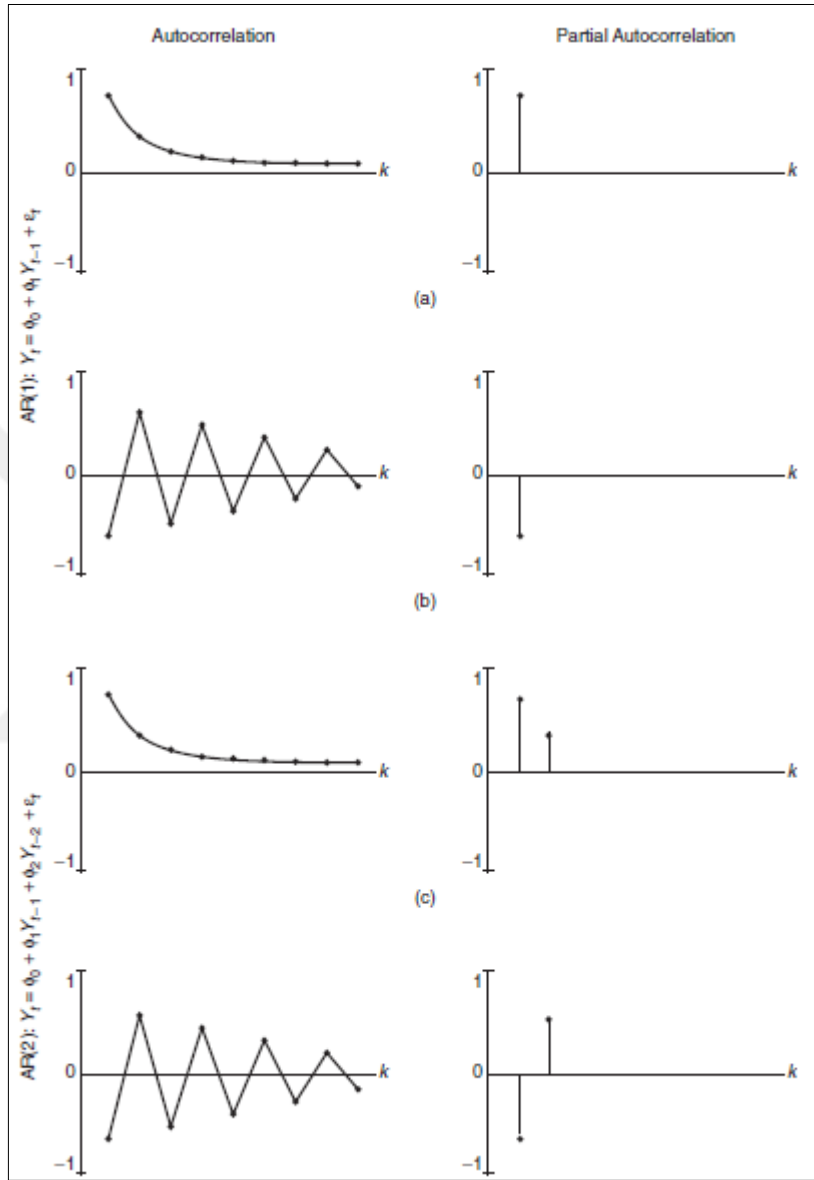 Autocorrelation
Partial Autocorrelation
AR(1): Yₜ = ϕ₀ + ϕ₁Yₜ₋₁ + εₜ
1
0
–1
k
1
0
–1
k
(a)
1
0
–1
k
1
0
–1
k
(b)
AR(2): Yₜ = ϕ₀ + ϕ₁Yₜ₋₁ + ϕ₂Yₜ₋₂ + εₜ
1
0
–1
k
1
0
–1
k
(c)
1
0
–1
k
1
0
–1
k